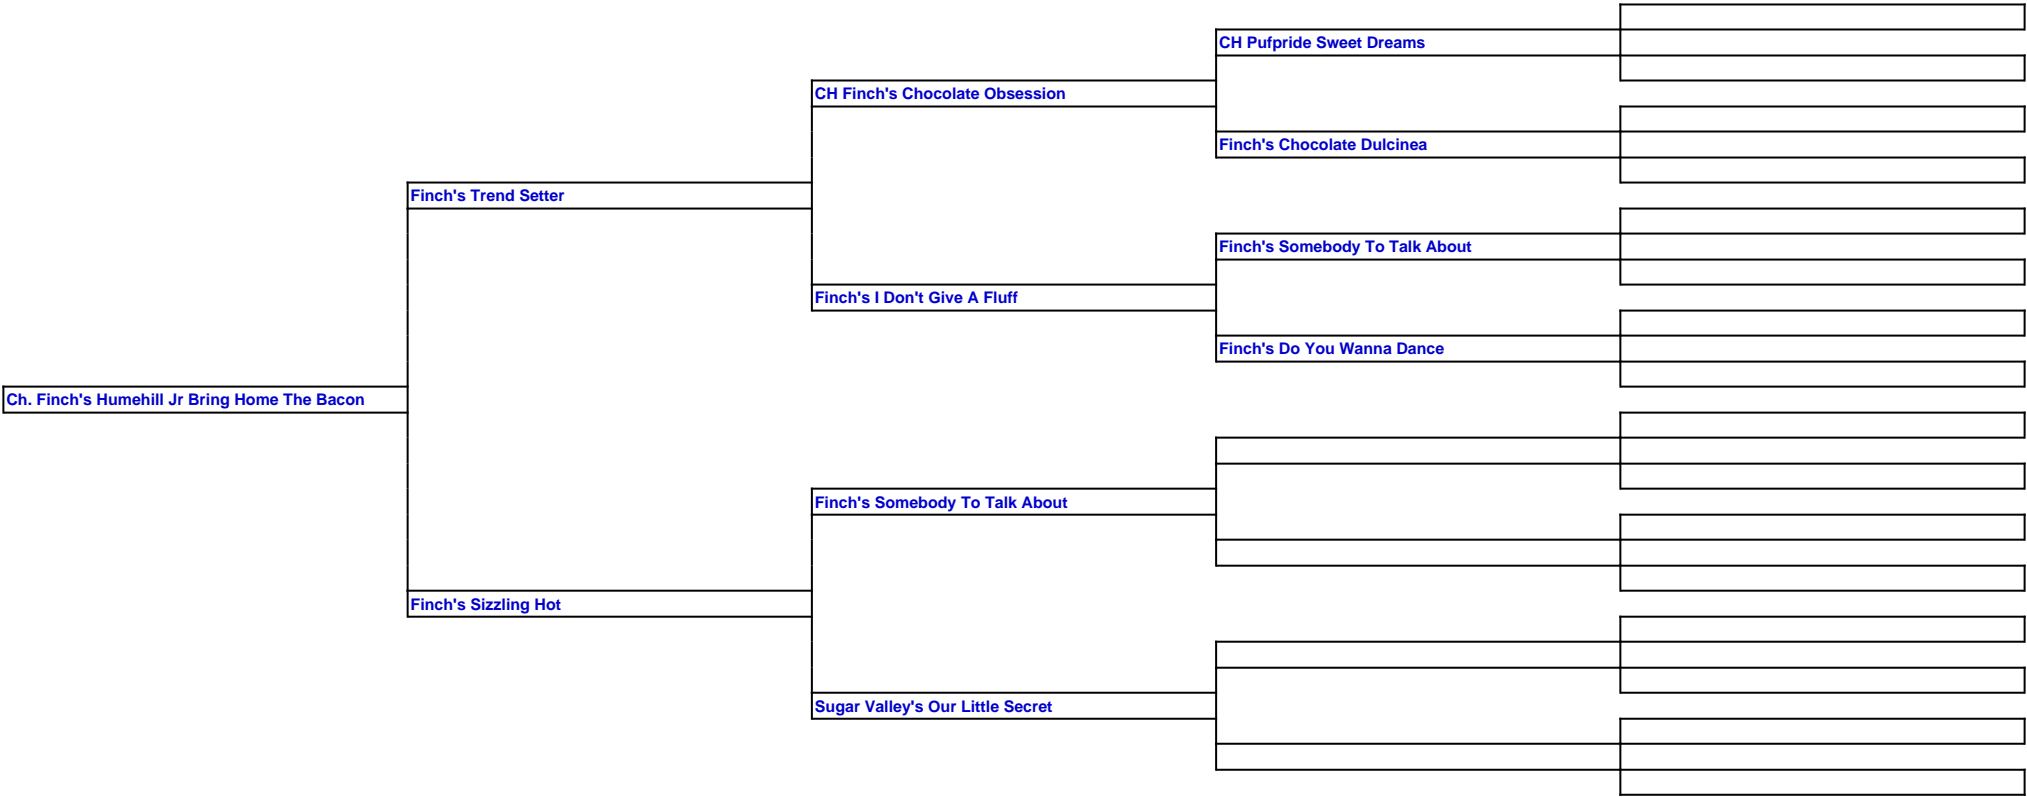 CH Pufpride Sweet Dreams
CH Finch's Chocolate Obsession
Finch's Chocolate Dulcinea
Finch's Trend Setter
Finch's Somebody To Talk About
Finch's I Don't Give A Fluff
Finch's Do You Wanna Dance
Ch. Finch's Humehill Jr Bring Home The Bacon
Finch's Somebody To Talk About
Finch's Sizzling Hot
Sugar Valley's Our Little Secret